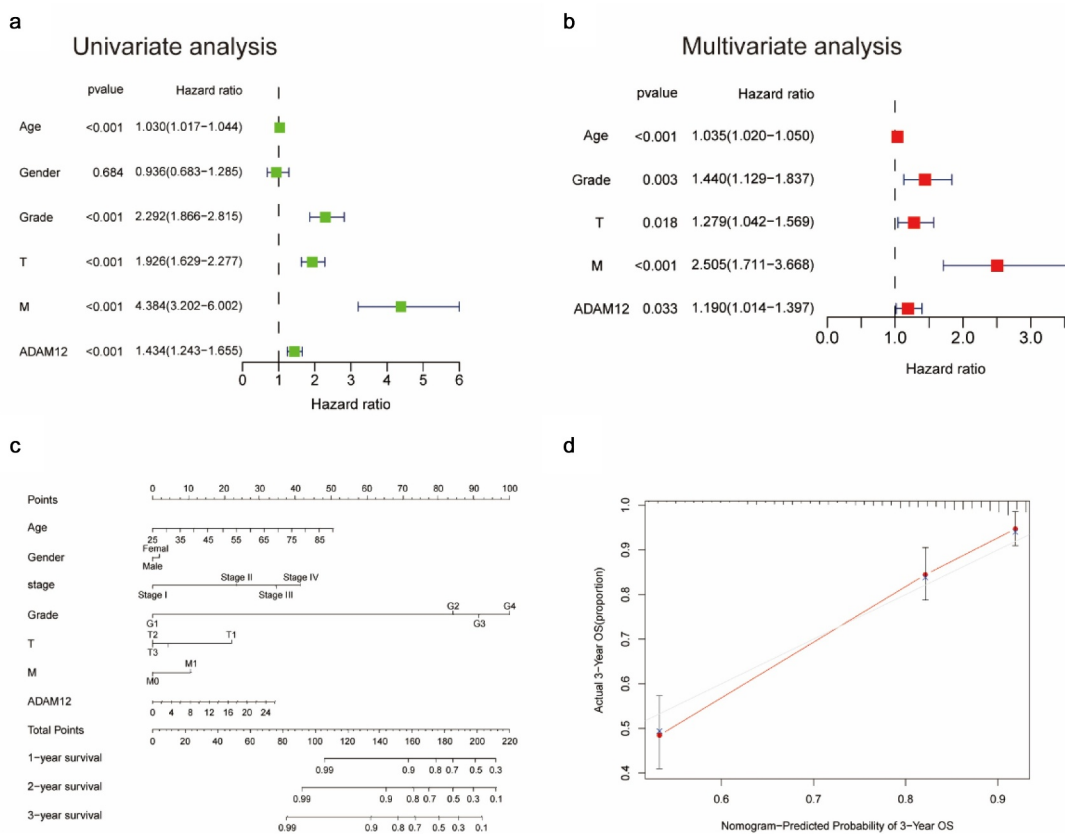 a
Univariate analysis
pvalue Hazard ratio
Age <0.001 1.030(1.017−1.044)
Gender 0.684 0.936(0.683−1.285)
Grade <0.001 2.292(1.866−2.815)
T <0.001 1.926(1.629−2.277)
M <0.001 4.384(3.202−6.002)
ADAM12 <0.001 1.434(1.243−1.655)
0 1 2 3 4 5 6
Hazard ratio
b
Multivariate analysis
pvalue Hazard ratio
Age <0.001 1.035(1.020−1.050)
Grade 0.003 1.440(1.129−1.837)
T 0.018 1.279(1.042−1.569)
M <0.001 2.505(1.711−3.668)
ADAM12 0.033 1.190(1.014−1.397)
0.0 1.0 2.0 3.0
Hazard ratio
c
Points 0 10 20 30 40 50 60 70 80 90 100
Age
25 35 45 55 65 75 85
Femal
Gender
Male
Stage II Stage IV
stage
Stage I Stage III
G2 G4
Grade
G1 G3
T2 T1
T
T3
M1
M
M0
ADAM12
0 4 8 12 16 20 24
Total Points
0 20 40 60 80 100 120 140 160 180 200 220
1−year survival
0.99 0.9 0.8 0.7 0.5 0.3
2−year survival
0.99 0.9 0.8 0.7 0.5 0.3 0.1
3−year survival
0.99 0.9 0.8 0.7 0.5 0.3 0.1
d
Actual 3−Year OS(proportion)
1.0
0.9
0.8
0.7
0.6
0.5
0.4
0.6 0.7 0.8 0.9
Nomogram−Predicted Probability of 3−Year OS